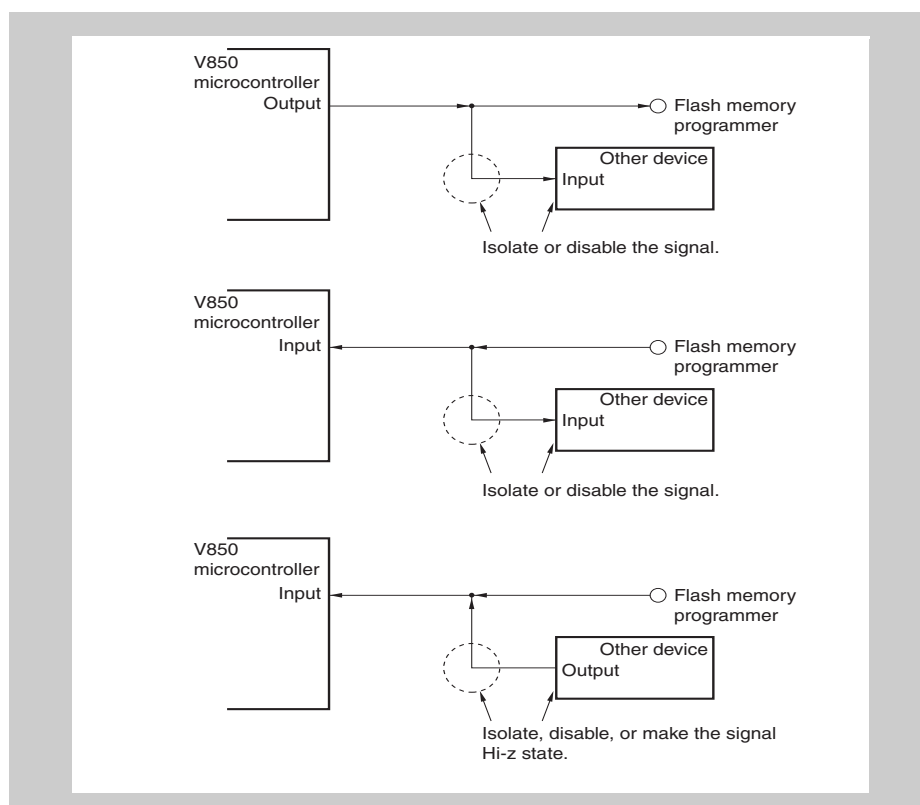 V850
microcontroller
Output
Flash memory
programmer
Other device
Input
Isolate or disable the signal.
V850
microcontroller
Input
Flash memory
programmer
Other device
Input
Isolate or disable the signal.
V850
microcontroller
Input
Flash memory
programmer
Other device
Output
Isolate, disable, or make the signal
Hi-z state.